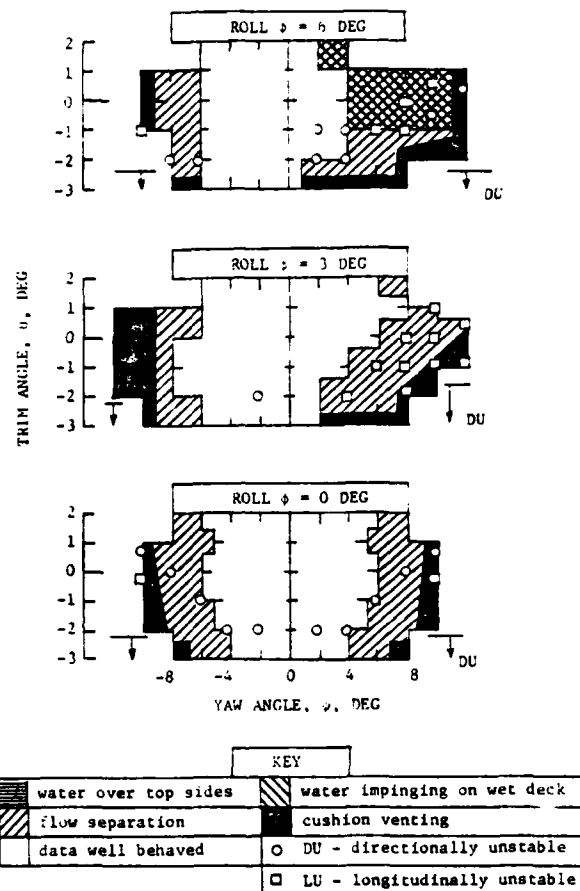 ROLL φ = 6 DEG
2
1
0
-1
-2
-3
DU
ROLL φ = 3 DEG
2
1
0
-1
-2
-3
DU
TRIM ANGLE, θ, DEG
ROLL φ = 0 DEG
2
1
0
-1
-2
-3
DU
-8 -4 0 4 8
YAW ANGLE, ψ, DEG
KEY
water over top sides
water impinging on wet deck
flow separation
cushion venting
data well behaved
DU - directionally unstable
LU - longitudinally unstable